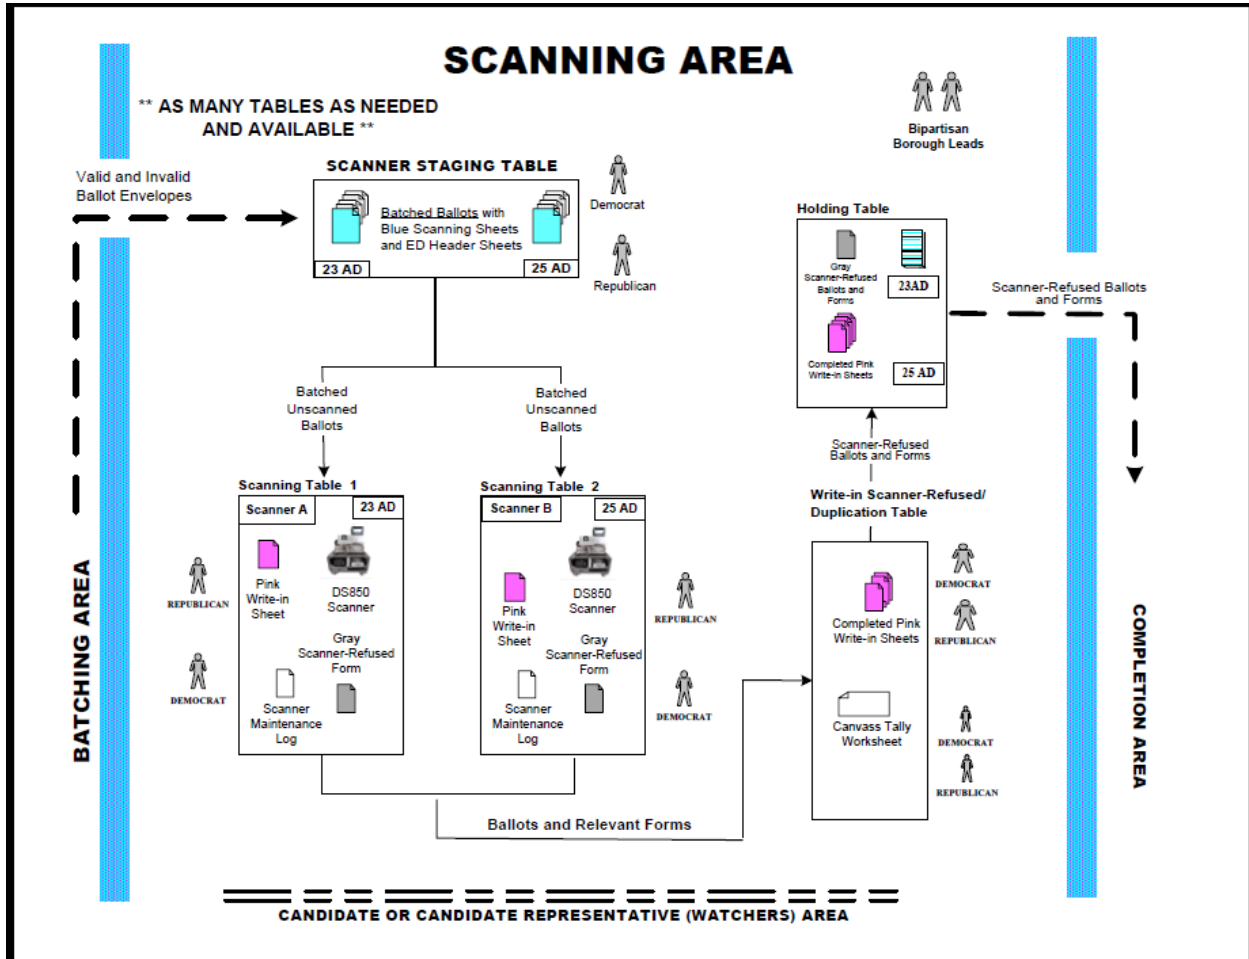 SCANNING AREA
** AS MANY TABLES AS NEEDED
AND AVAILABLE **
Bipartisan
Borough Leads
Valid and Invalid
Ballot Envelopes
SCANNER STAGING TABLE
Batched Ballots with
Blue Scanning Sheets
and ED Header Sheets
23 AD
25 AD
Democrat
Republican
Holding Table
Gray
Scanner-Refused
Ballots and
Forms
23AD
Completed Pink
Write-in Sheets
25 AD
Scanner-Refused Ballots
and Forms
Batched
Unscanned
Ballots
Batched
Unscanned
Ballots
Scanner-Refused
Ballots and Forms
Scanning Table 1
Scanner A
23 AD
Pink
Write-in
Sheet
DS850
Scanner
Gray
Scanner-Refused
Form
Scanner
Maintenance
Log
REPUBLICAN
DEMOCRAT
Scanning Table 2
Scanner B
25 AD
Pink
Write-in
Sheet
DS850
Scanner
Gray
Scanner-Refused
Form
Scanner
Maintenance
Log
REPUBLICAN
DEMOCRAT
Write-in Scanner-Refused/
Duplication Table
Completed Pink
Write-in Sheets
Canvass Tally
Worksheet
DEMOCRAT
REPUBLICAN
DEMOCRAT
REPUBLICAN
BATCHING AREA
COMPLETION AREA
Ballots and Relevant Forms
CANDIDATE OR CANDIDATE REPRESENTATIVE (WATCHERS) AREA